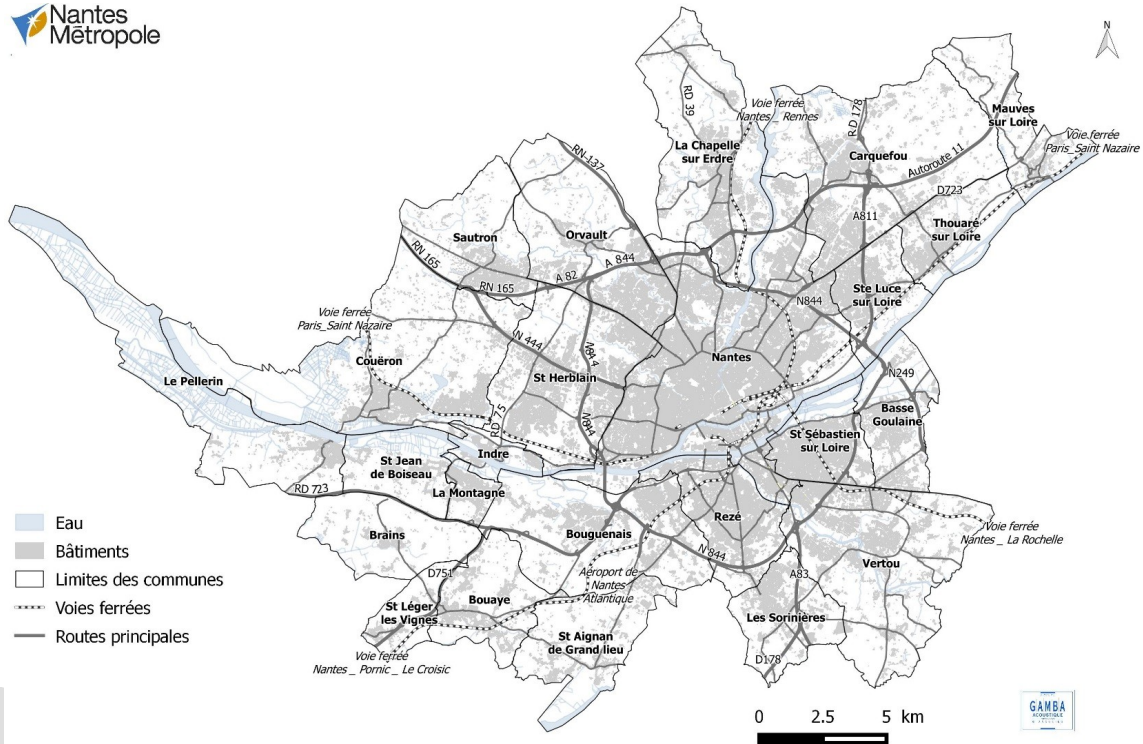 Nantes
Métropole
N
RD 39
Voie ferrée
Nantes _ Rennes
RD 178
Mauves
sur Loire
Voie ferrée
Paris_Saint Nazaire
La Chapelle
sur Erdre
Carquefou
Autoroute 11
RN-137
D723
A811
Thouaré
sur Loire
Sautron
Orvault
RN 165
A 844
A 82
RN 165
N844
Ste Luce
sur Loire
Voie ferrée
Paris_Saint Nazaire
N 444
N844
Couëron
Nantes
St Herblain
N249
Le Pellerin
RD 75
N844
Basse
Goulaine
St Sébastien
sur Loire
Indre
St Jean
de Boiseau
La Montagne
RD 723
Rezé
Voie ferrée
Nantes _ La Rochelle
Brains
Bouguenais
N 844
Vertou
D751
Aéroport de
Nantes
Atlantique
A83
Bouaye
St Léger
les Vignes
Les Sorinières
St Aignan
de Grand lieu
Voie ferrée
Nantes _ Pornic _ Le Croisic
D178
Eau
Bâtiments
Limites des communes
Voies ferrées
Routes principales
0 2.5 5 km
GAMBA
ACOUSTIQUE